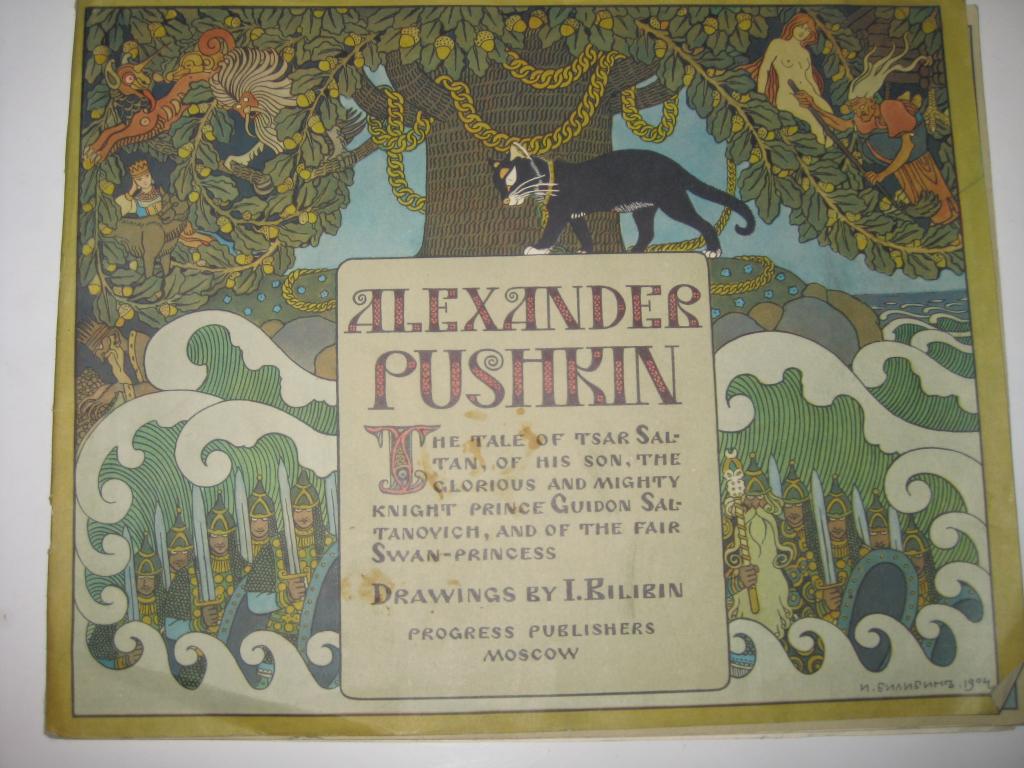 ALEXANDER
PUSHKIN
THE TALE OF TSAR SAL-
TAN, OF HIS SON, THE
GLORIOUS AND MIGHTY
KNIGHT PRINCE GUIDON SAL-
TANOVICH, AND OF THE FAIR
SWAN-PRINCESS
DRAWINGS BY I. BILIBIN
PROGRESS PUBLISHERS
MOSCOW
И. БИЛИБИНЪ. 1904